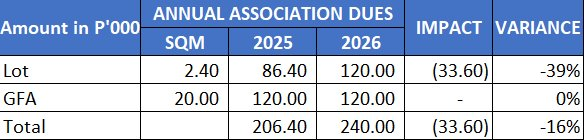 Amount in P'000 ANNUAL ASSOCIATION DUES IMPACT VARIANCE
SQM 2025 2026
Lot 2.40 86.40 120.00 (33.60) -39%
GFA 20.00 120.00 120.00 - 0%
Total 206.40 240.00 (33.60) -16%